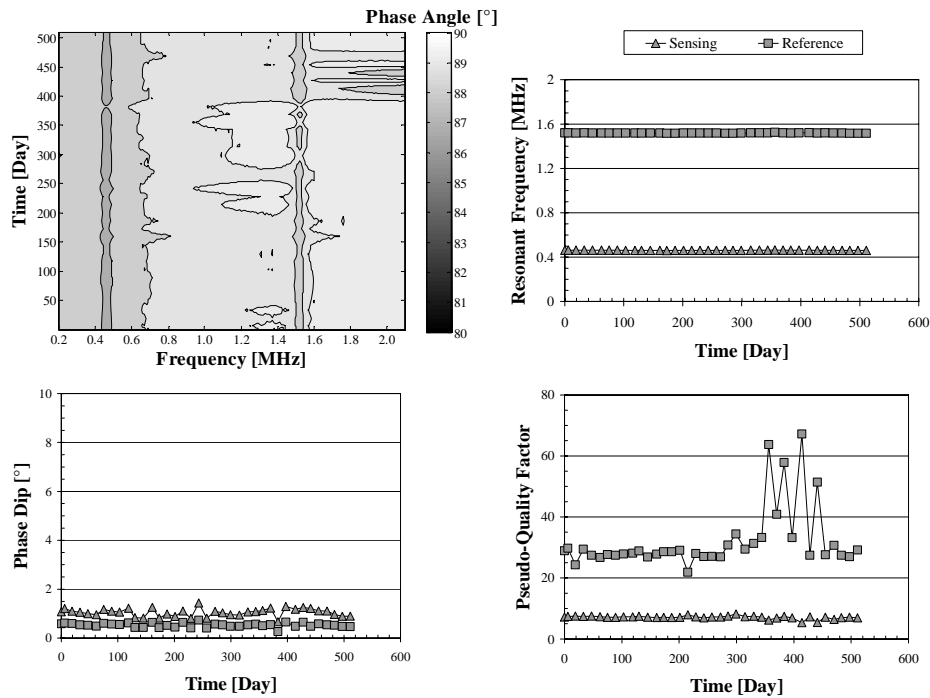 Phase Angle [°]
500
450
400
350
300
250
200
150
100
50
Time [Day]
0.2 0.4 0.6 0.8 1.0 1.2 1.4 1.6 1.8 2.0
Frequency [MHz]
90
89
88
87
86
85
84
83
82
81
80
Sensing Reference
2
1.6
1.2
0.8
0.4
0
Resonant Frequency [MHz]
0 100 200 300 400 500 600
Time [Day]
10
8
6
4
2
0
Phase Dip [°]
0 100 200 300 400 500 600
Time [Day]
80
60
40
20
0
Pseudo-Quality Factor
0 100 200 300 400 500 600
Time [Day]